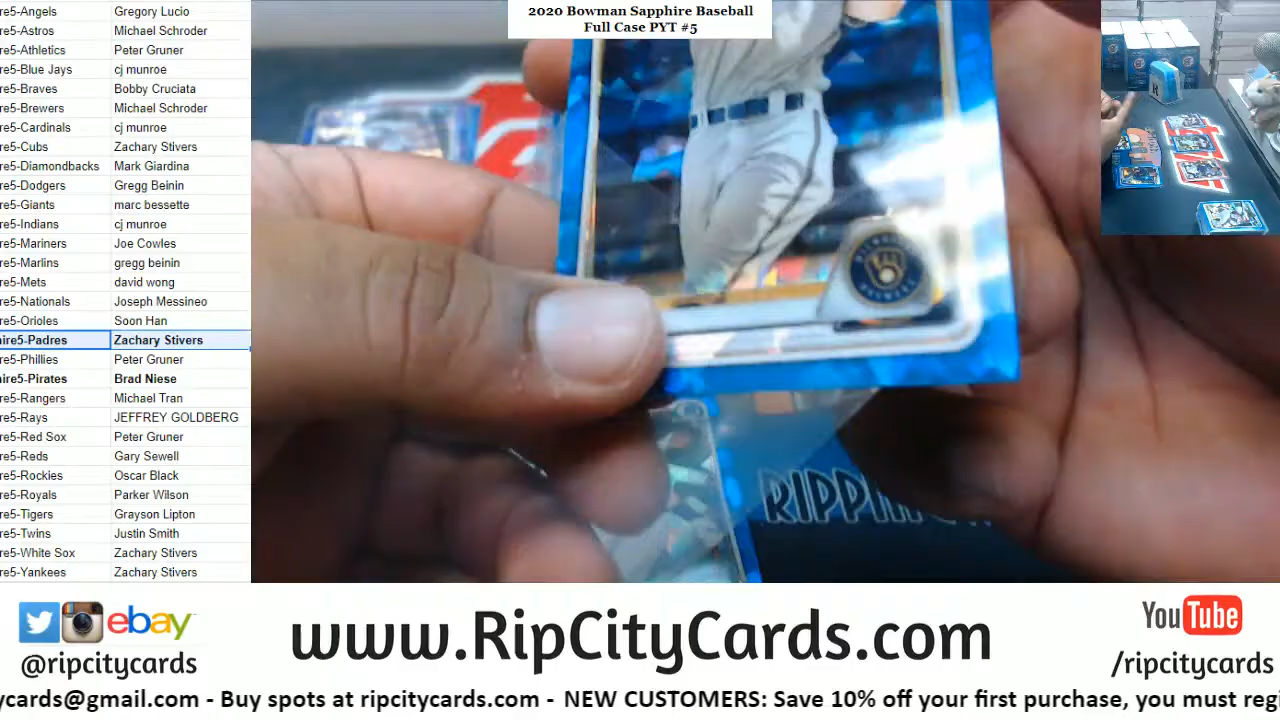 2020 Bowman Sapphire Baseball
Full Case PYT #5
re5-Angels Gregory Lucio
re5-Astros Michael Schroder
re5-Athletics Peter Gruner
re5-Blue Jays cj munroe
re5-Braves Bobby Cruciata
re5-Brewers Michael Schroder
re5-Cardinals cj munroe
re5-Cubs Zachary Stivers
re5-Diamondbacks Mark Giardina
re5-Dodgers Gregg Beinin
re5-Giants marc bessette
re5-Indians cj munroe
re5-Mariners Joe Cowles
re5-Marlins gregg beinin
re5-Mets david wong
re5-Nationals Joseph Messineo
re5-Orioles Soon Han
ire5-Padres Zachary Stivers
re5-Phillies Peter Gruner
ire5-Pirates Brad Niese
re5-Rangers Michael Tran
re5-Rays JEFFREY GOLDBERG
re5-Red Sox Peter Gruner
re5-Reds Gary Sewell
re5-Rockies Oscar Black
re5-Royals Parker Wilson
re5-Tigers Grayson Lipton
re5-Twins Justin Smith
re5-White Sox Zachary Stivers
re5-Yankees Zachary Stivers
BREWERS
RIPPIN
ebay
@ripcitycards
www.RipCityCards.com
YouTube
/ripcitycards
ycards@gmail.com - Buy spots at ripcitycards.com - NEW CUSTOMERS: Save 10% off your first purchase, you must regi